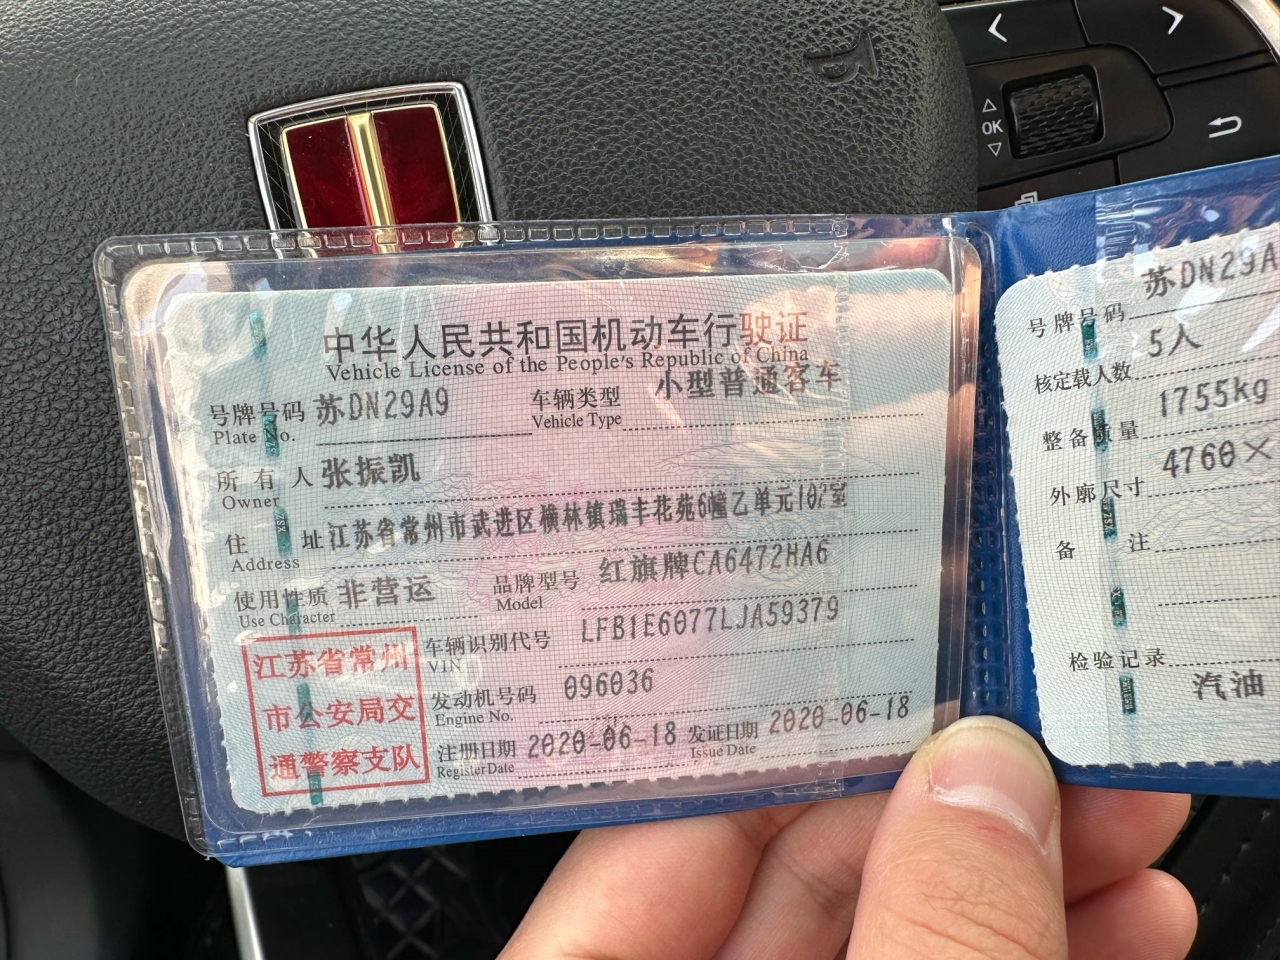 OK
中华人民共和国机动车行驶证
Vehicle License of the People's Republic of China
号牌号码 苏DN29A9 车辆类型 小型普通客车
Plate No. Vehicle Type
所有人 张振凯
Owner
住址 江苏省常州市武进区横林镇瑞丰花苑6幢乙单元102室
Address
使用性质 非营运 品牌型号 红旗牌CA6472HA6
Use Character Model
车辆识别代号 LFB1E6077LJA59379
VIN
发动机号码 096036
Engine No.
注册日期 2020-06-18 发证日期 2020-06-18
Register Date Issue Date
江苏省常州
市公安局交
通警察支队
号牌号码 苏DN29A
核定载人数 5人
整备质量 1755kg
外廓尺寸 4760×
备注
检验记录
汽油